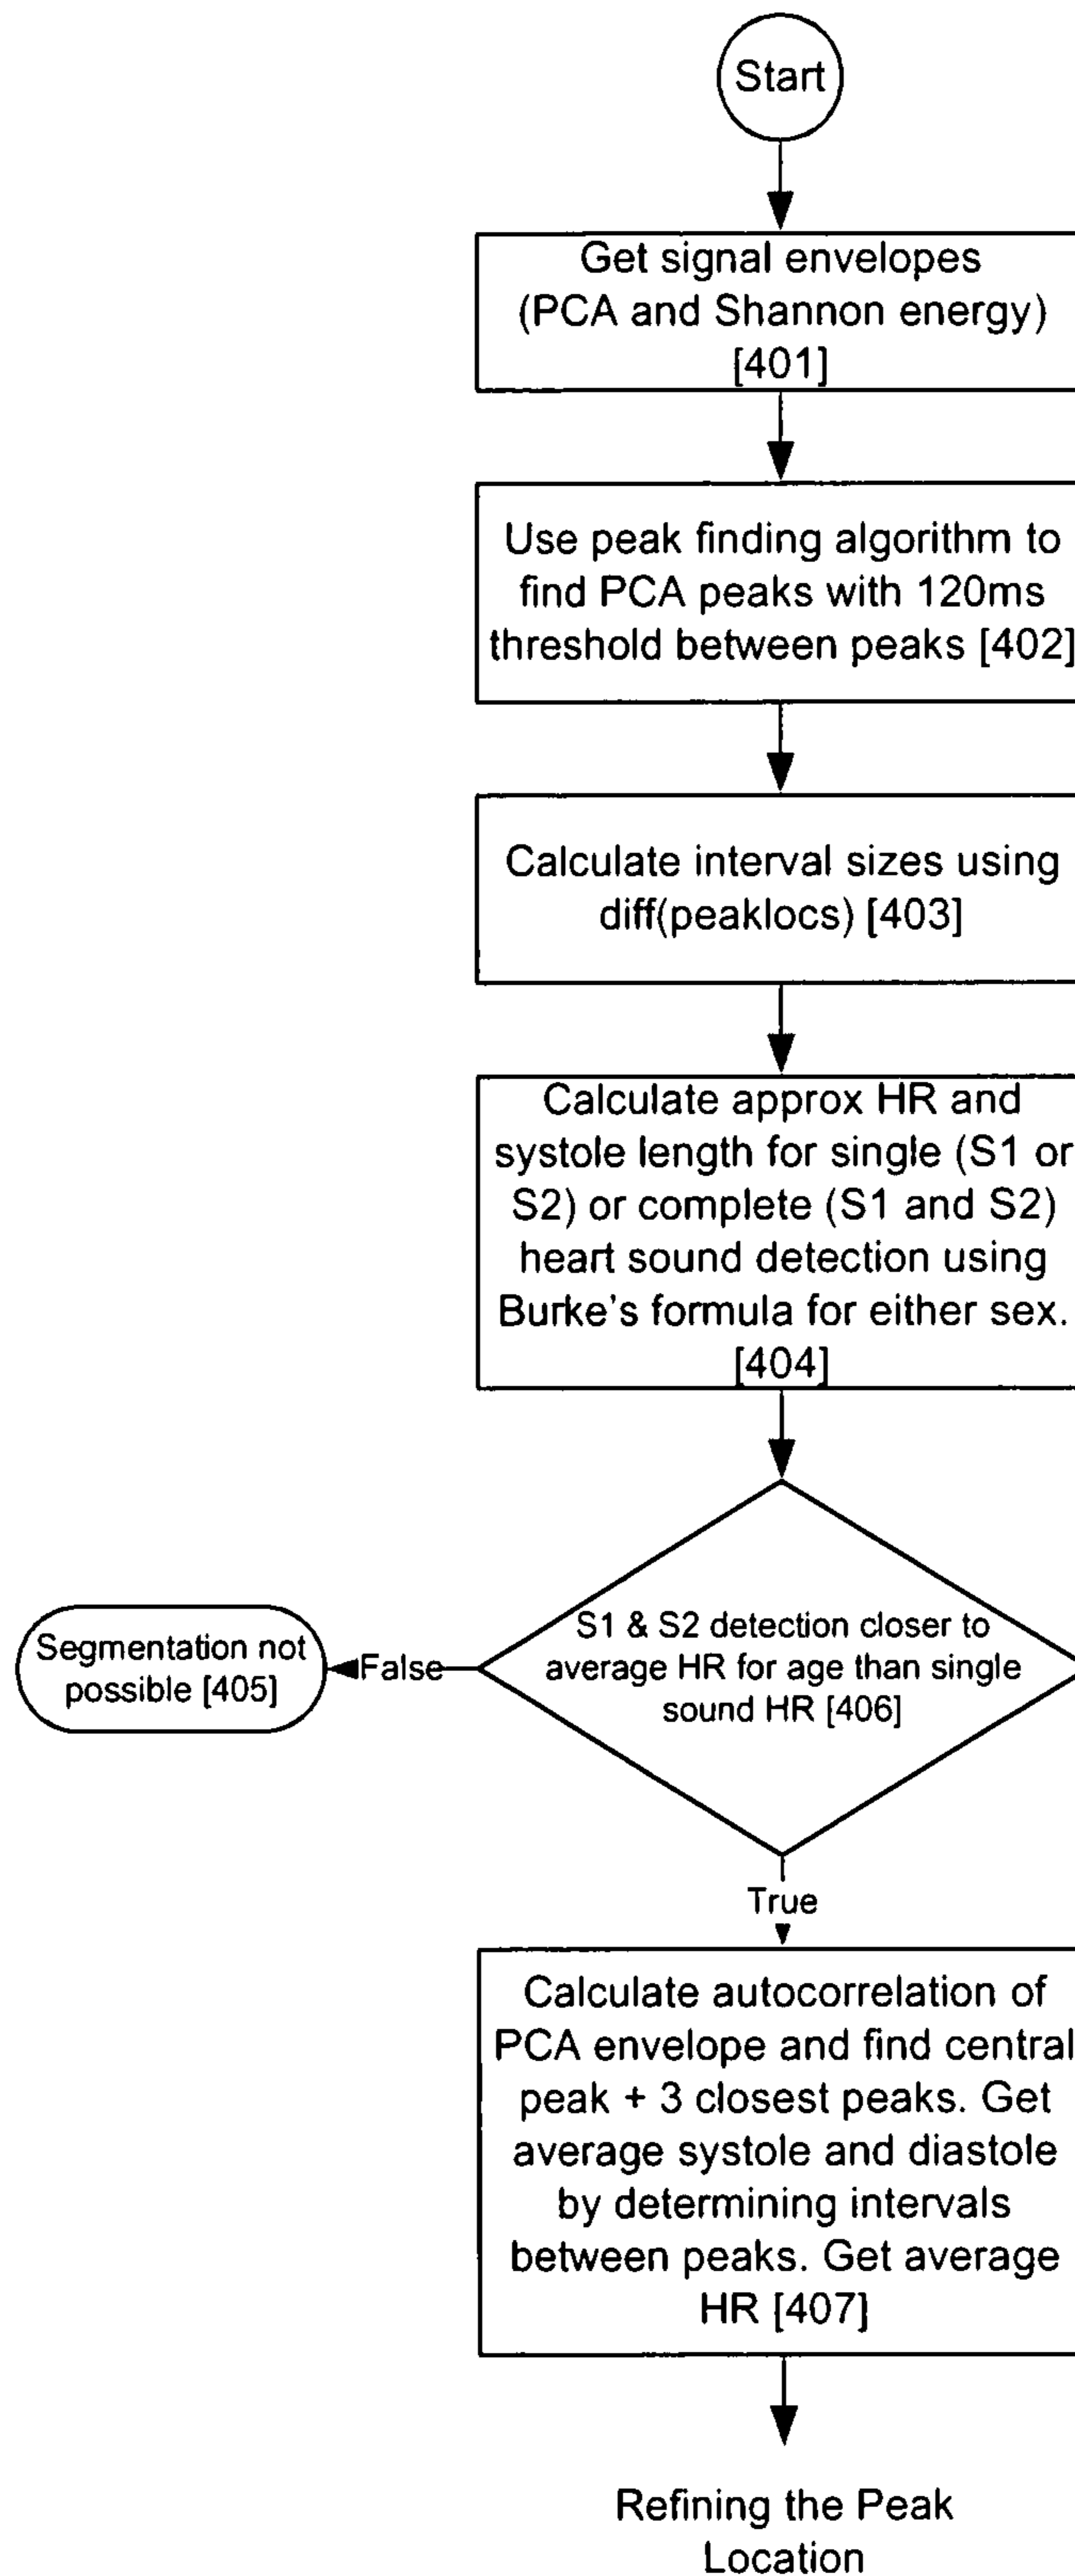 Start
Get signal envelopes
(PCA and Shannon energy)
[401]
Use peak finding algorithm to
find PCA peaks with 120ms
threshold between peaks [402]
Calculate interval sizes using
diff(peaklocs) [403]
Calculate approx HR and
systole length for single (S1 or
S2) or complete (S1 and S2)
heart sound detection using
Burke's formula for either sex.
[404]
S1 & S2 detection closer to
average HR for age than single
sound HR [406]
False
Segmentation not
possible [405]
True
Calculate autocorrelation of
PCA envelope and find central
peak + 3 closest peaks. Get
average systole and diastole
by determining intervals
between peaks. Get average
HR [407]
Refining the Peak
Location